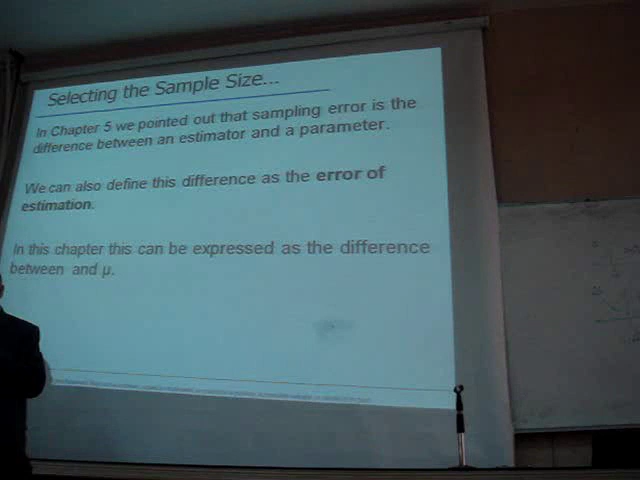 Selecting the Sample Size...
In Chapter 5 we pointed out that sampling error is the
difference between an estimator and a parameter.
We can also define this difference as the error of
estimation.
In this chapter this can be expressed as the difference
between and μ.